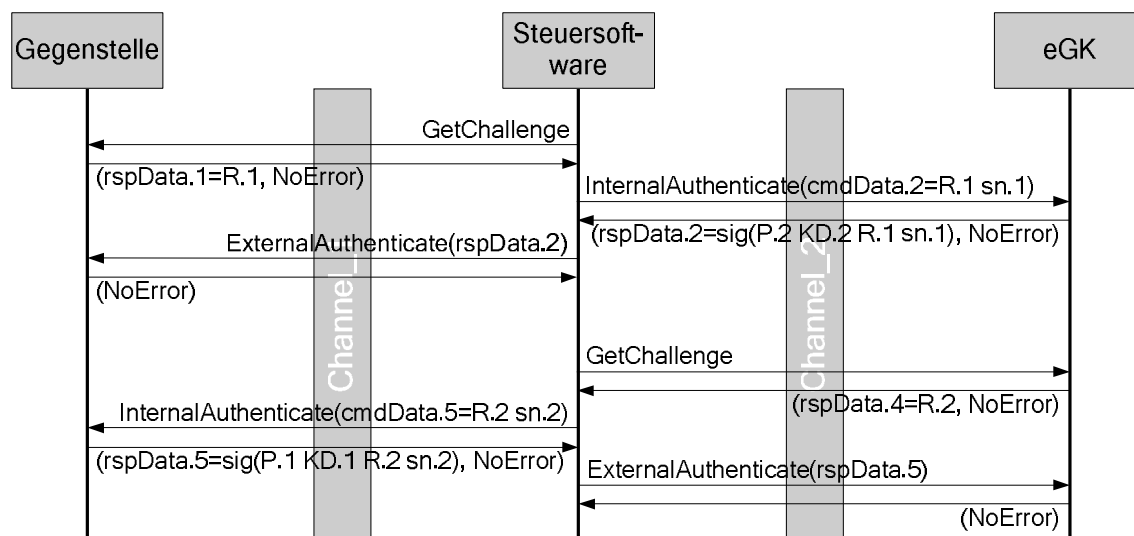 Gegenstelle
Steuersoft-
ware
eGK
GetChallenge
(rspData.1=R.1, NoError)
InternalAuthenticate(cmdData.2=R.1 sn.1)
(rspData.2=sig(P.2 KD.2 R.1 sn.1), NoError)
ExternalAuthenticate(rspData.2)
(NoError)
GetChallenge
(rspData.4=R.2, NoError)
InternalAuthenticate(cmdData.5=R.2 sn.2)
(rspData.5=sig(P.1 KD.1 R.2 sn.2), NoError)
ExternalAuthenticate(rspData.5)
(NoError)
Channel_
Channel_2